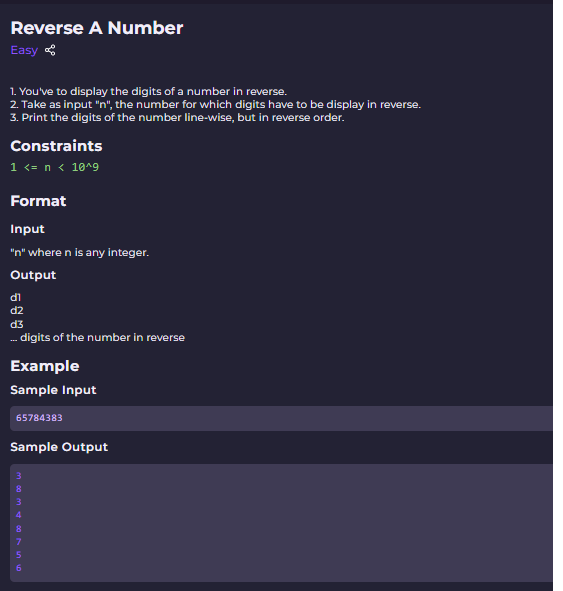 Reverse A Number
Easy
1. You've to display the digits of a number in reverse.
2. Take as input "n", the number for which digits have to be display in reverse.
3. Print the digits of the number line-wise, but in reverse order.
Constraints
1 <= n < 10^9
Format
Input
"n" where n is any integer.
Output
d1
d2
d3
... digits of the number in reverse
Example
Sample Input
65784383
Sample Output
3
8
3
4
8
7
5
6